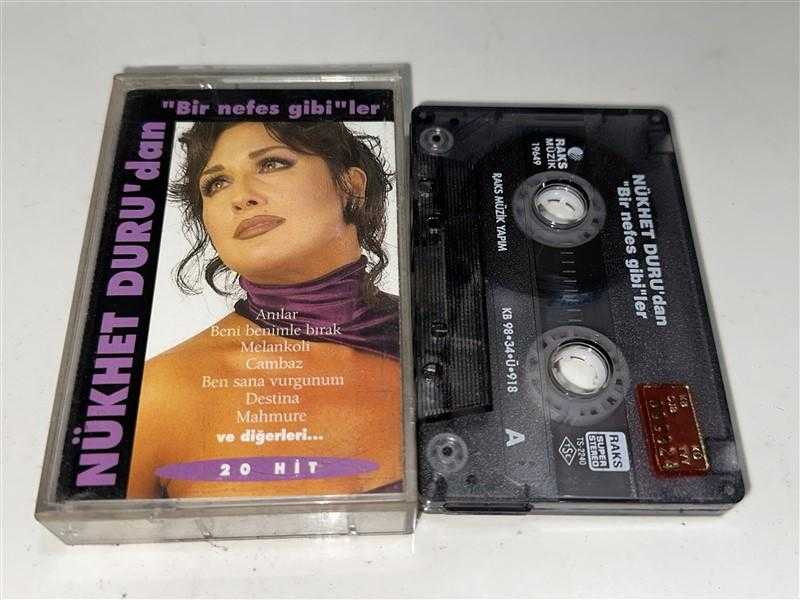 "Bir nefes gibi"ler
NÜKHET DURU'dan
Anılar
Beni benimle bırak
Melankoli
Cambaz
Ben sana vurgunum
Destina
Mahmure
ve diğerleri...
20 HİT
NÜKHET DURU'dan
"Bir nefes gibi"ler
RAKS
MÜZİK
19649
RAKS MÜZİK YAPIM
KB 98•34•Ü•918
A
RAKS
SUPER
STEREO
TS-2240
TSE